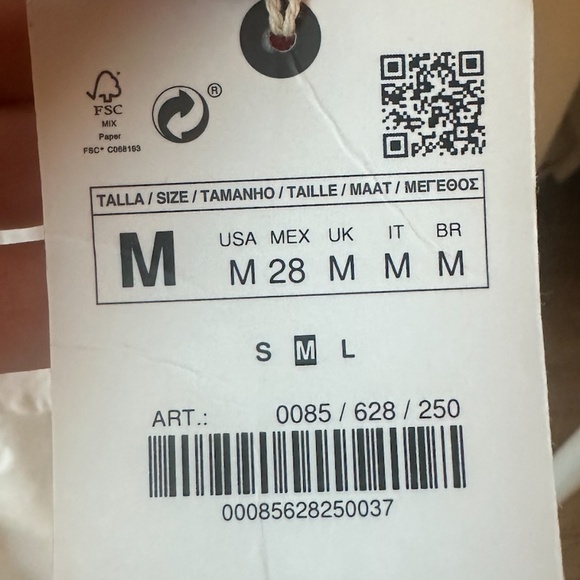 FSC
MIX
Paper
FSC® C068193
®
TALLA / SIZE / TAMANHO / TAILLE / MAAT / ΜΕΓΕΘΟΣ
M
USA MEX UK IT BR
M 28 M M M
S M L
ART.: 0085 / 628 / 250
00085628250037